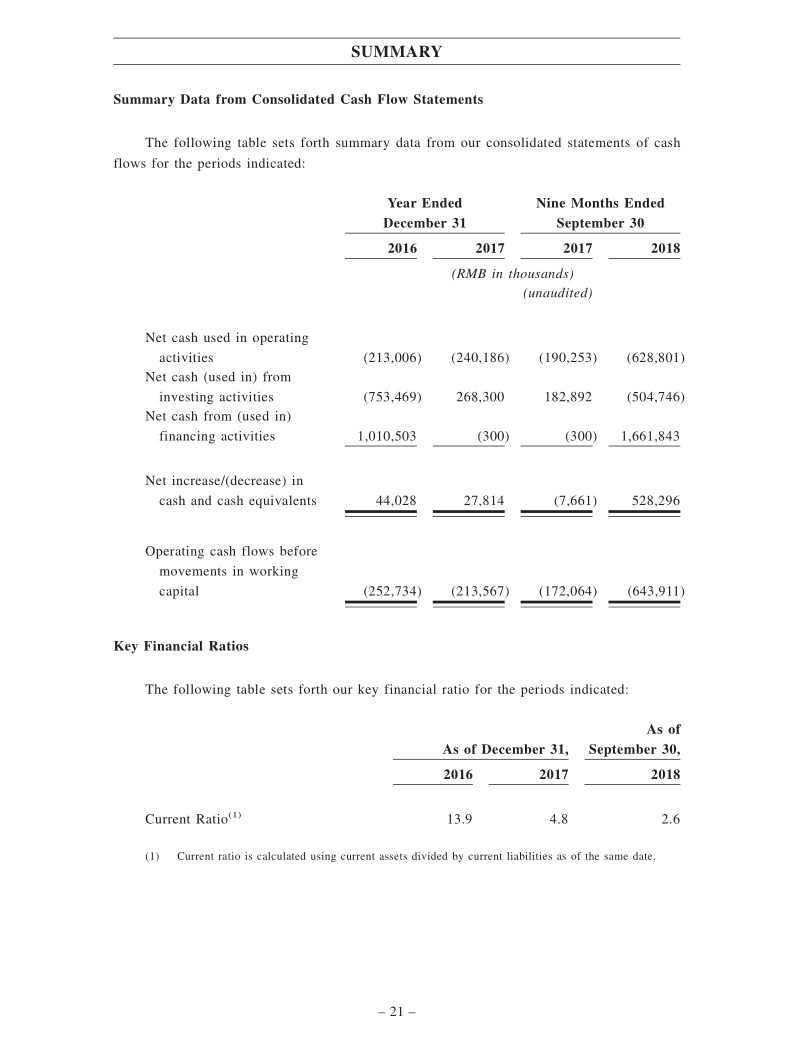 SUMMARY
Summary Data from Consolidated Cash Flow Statements
The following table sets forth summary data from our consolidated statements of cash
flows for the periods indicated:
Year Ended Nine Months Ended
December 31 September 30
2016 2017 2017 2018
(RMB in thousands)
(unaudited)
Net cash used in operating
activities (213,006) (240,186) (190,253) (628,801)
Net cash (used in) from
investing activities (753,469) 268,300 182,892 (504,746)
Net cash from (used in)
financing activities 1,010,503 (300) (300) 1,661,843
Net increase/(decrease) in
cash and cash equivalents 44,028 27,814 (7,661) 528,296
Operating cash flows before
movements in working
capital (252,734) (213,567) (172,064) (643,911)
Key Financial Ratios
The following table sets forth our key financial ratio for the periods indicated:
As of
As of December 31, September 30,
2016 2017 2018
Current Ratio(1) 13.9 4.8 2.6
(1) Current ratio is calculated using current assets divided by current liabilities as of the same date.
– 21 –